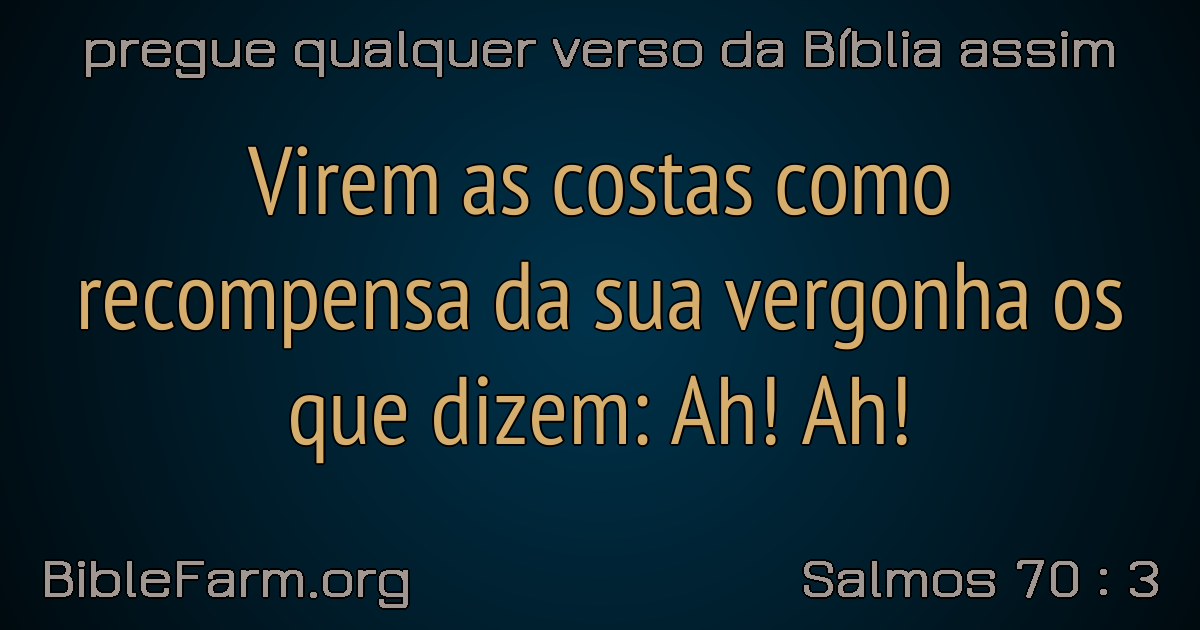 pregue qualquer verso da Bíblia assim
Virem as costas como
recompensa da sua vergonha os
que dizem: Ah! Ah!
BibleFarm.org
Salmos 70 : 3